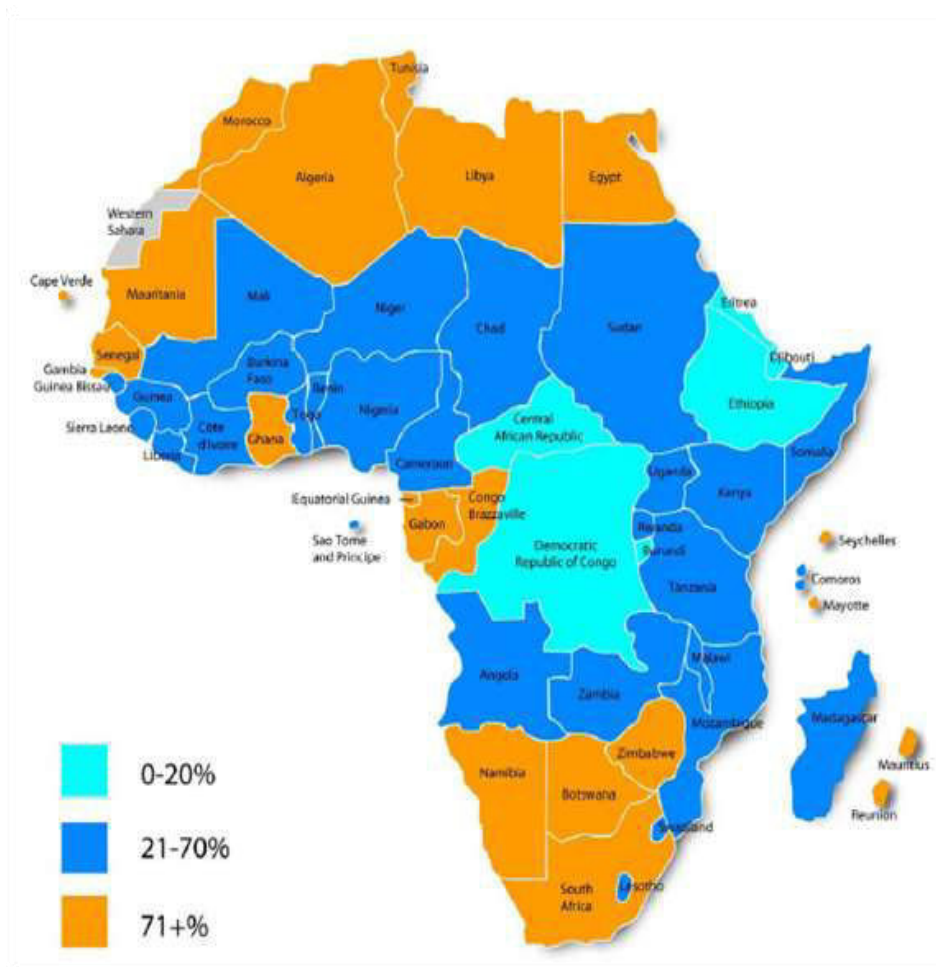 Tunisia
Morocco
Algeria
Libya
Egypt
Western
Sahara
Cape Verde
Mauritania
Mali
Niger
Chad
Sudan
Eritrea
Senegal
Gambia
Guinea Bissau
Burkina
Faso
Djibouti
Guinea
Benin
Nigeria
Ethiopia
Sierra Leone
Côte
d'Ivoire
Ghana
Togo
Central
African Republic
Liberia
Cameroon
Somalia
Uganda
Kenya
Equatorial Guinea
Congo
Brazzaville
Gabon
Sao Tome
and Principe
Rwanda
Burundi
Democratic
Republic of Congo
Seychelles
Tanzania
Comoros
Mayotte
Angola
Malawi
Zambia
Mozambique
Madagascar
Zimbabwe
Mauritius
Namibia
Botswana
Reunion
Swaziland
South
Africa
Lesotho
0-20%
21-70%
71+%